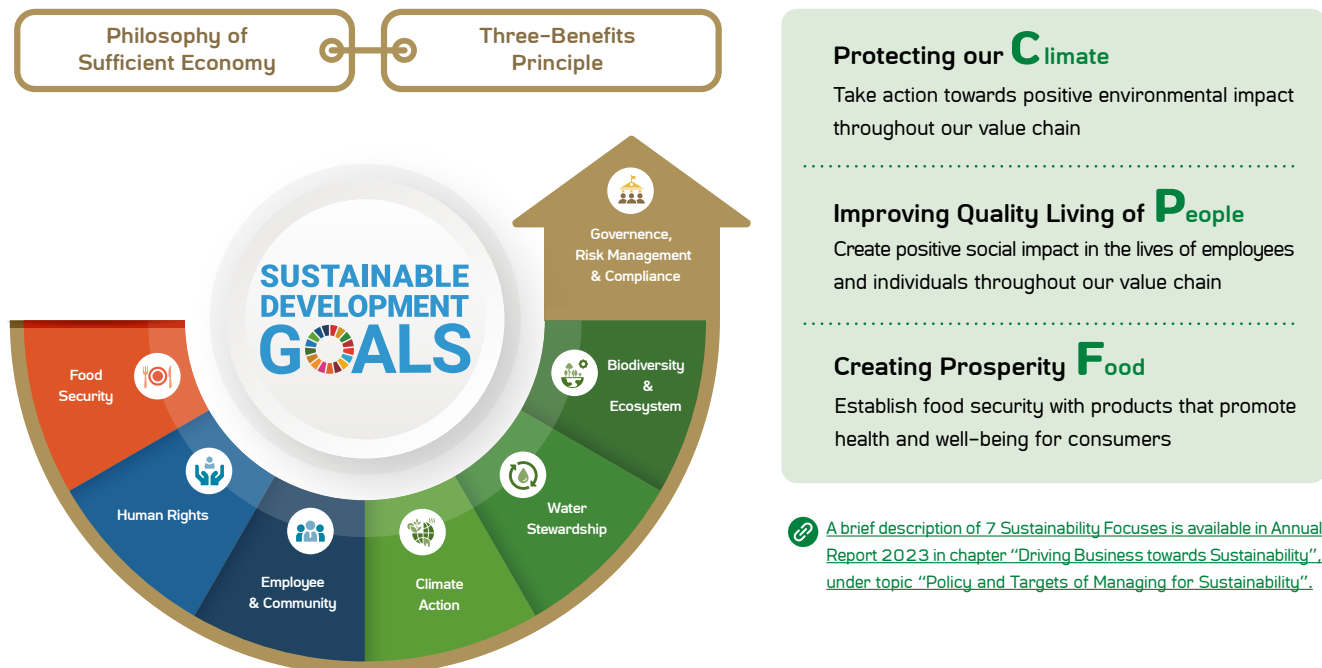 Philosophy of
Sufficient Economy
Three-Benefits
Principle
Governence,
Risk Management
& Compliance
SUSTAINABLE
DEVELOPMENT
GOALS
Food
Security
Human Rights
Employee
& Community
Climate
Action
Water
Stewardship
Biodiversity
&
Ecosystem
Protecting our Climate
Take action towards positive environmental impact
throughout our value chain
Improving Quality Living of People
Create positive social impact in the lives of employees
and individuals throughout our value chain
Creating Prosperity Food
Establish food security with products that promote
health and well-being for consumers
A brief description of 7 Sustainability Focuses is available in Annual
Report 2023 in chapter “Driving Business towards Sustainability”,
under topic “Policy and Targets of Managing for Sustainability”.